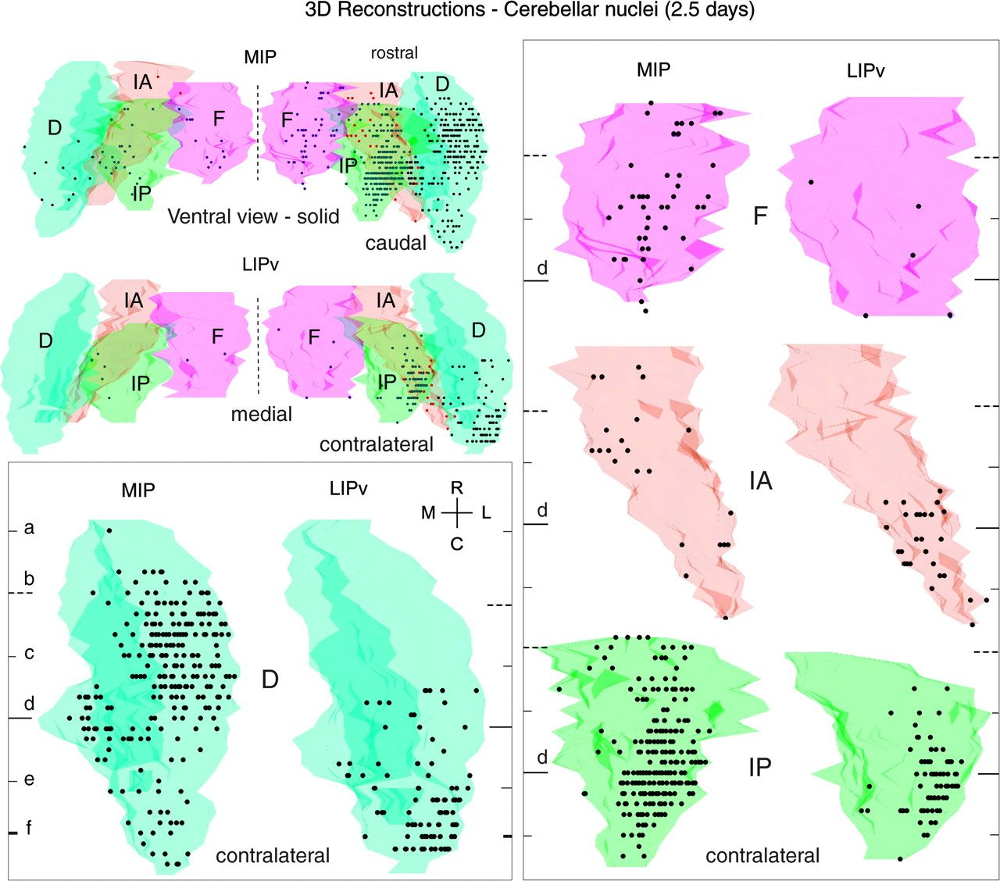 3D Reconstructions - Cerebellar nuclei (2.5 days)
MIP
rostral
IA
IA
D
D
F
F
IP
IP
Ventral view - solid
caudal
LIPv
IA
IA
D
F
F
D
IP
IP
medial
contralateral
MIP
LIPv
R
M
L
C
a
b
c
D
d
e
f
contralateral
MIP
LIPv
F
d
IA
d
IP
d
contralateral